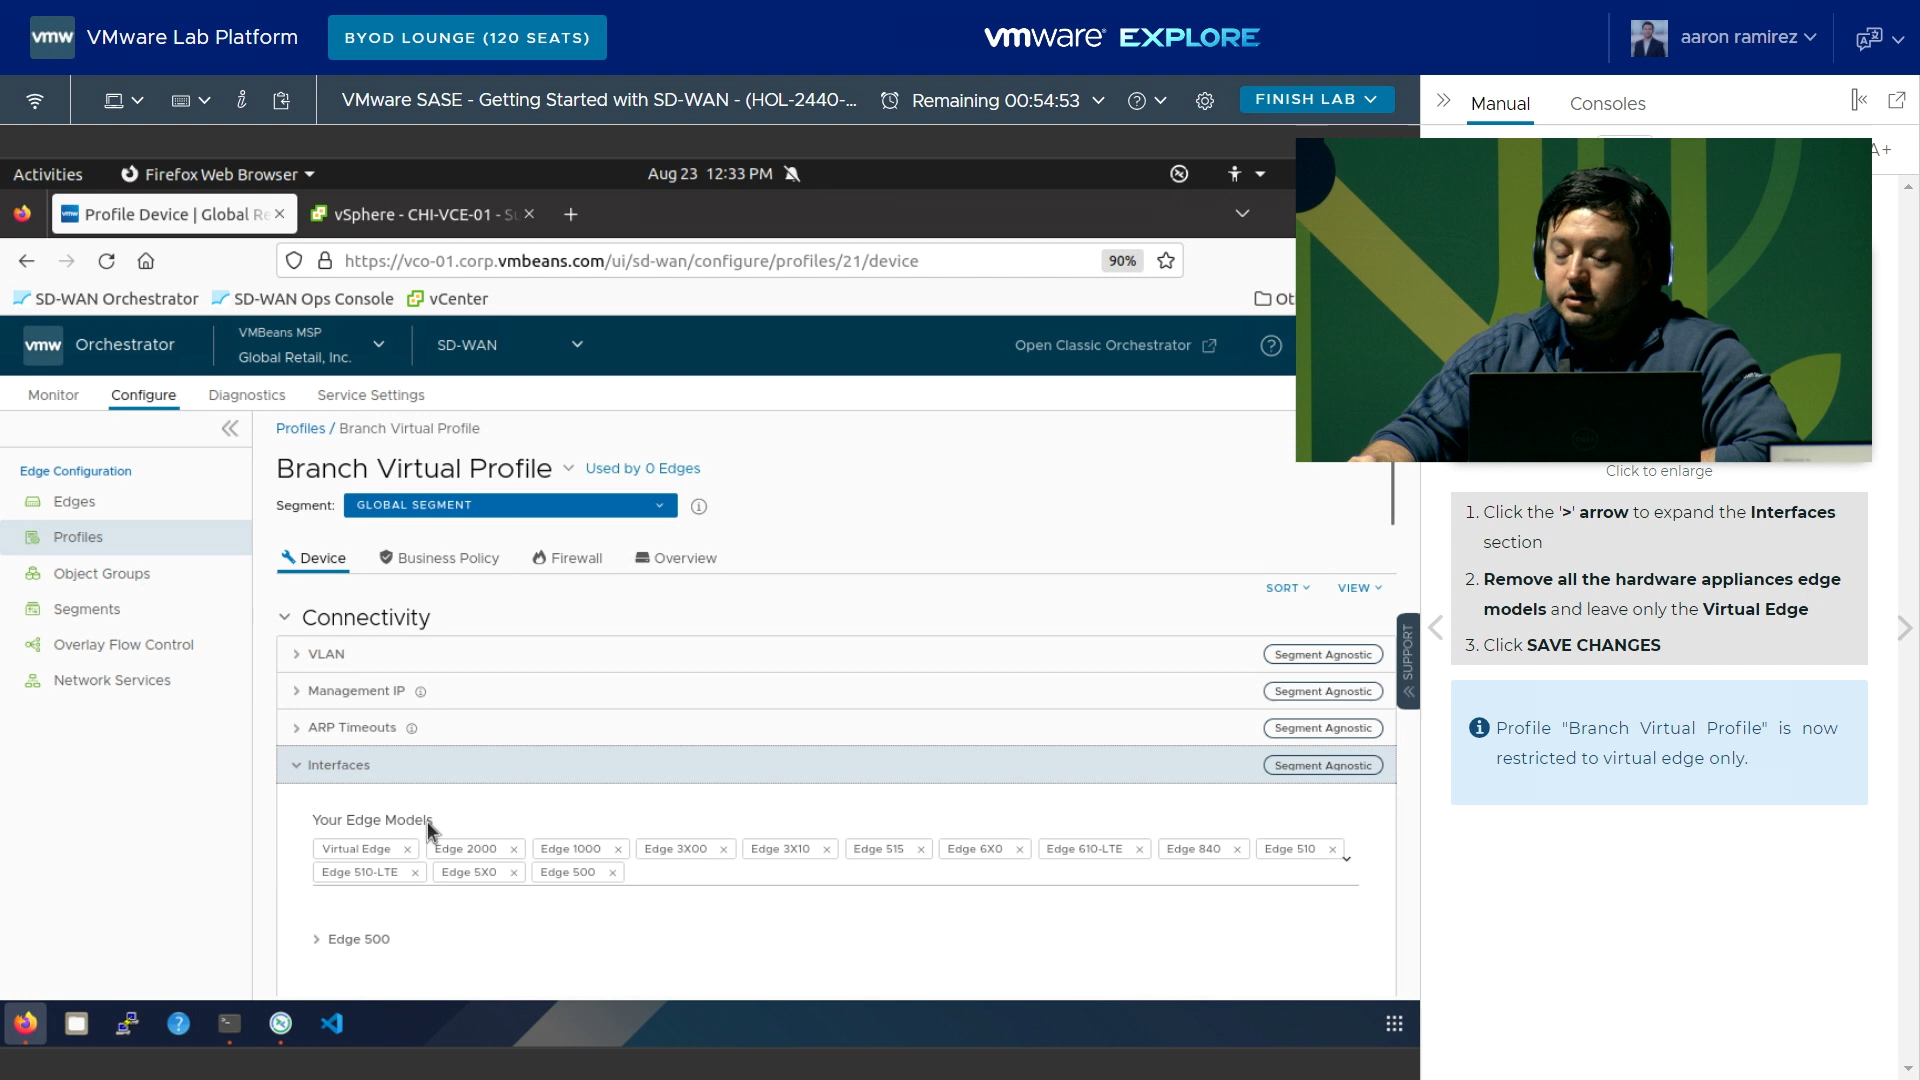 vmw VMware Lab Platform
BYOD LOUNGE (120 SEATS)
vmware EXPLORE
aaron ramirez
VMware SASE - Getting Started with SD-WAN - (HOL-2440-...
Remaining 00:54:53
FINISH LAB
Manual
Consoles
A+
Activities
Firefox Web Browser
Aug 23 12:33 PM
Profile Device | Global Re
vSphere - CHI-VCE-01 - Su
https://vco-01.corp.vmbeans.com/ui/sd-wan/configure/profiles/21/device
90%
SD-WAN Orchestrator
SD-WAN Ops Console
vCenter
Ot
vmw Orchestrator
VMBeans MSP
Global Retail, Inc.
SD-WAN
Open Classic Orchestrator
Monitor
Configure
Diagnostics
Service Settings
Edge Configuration
Edges
Profiles
Object Groups
Segments
Overlay Flow Control
Network Services
Profiles / Branch Virtual Profile
Branch Virtual Profile
Used by 0 Edges
Segment:
GLOBAL SEGMENT
Device
Business Policy
Firewall
Overview
SORT
VIEW
Connectivity
VLAN
Segment Agnostic
Management IP
Segment Agnostic
ARP Timeouts
Segment Agnostic
Interfaces
Segment Agnostic
Your Edge Models
Virtual Edge
Edge 2000
Edge 1000
Edge 3X00
Edge 3X10
Edge 515
Edge 6X0
Edge 610-LTE
Edge 840
Edge 510
Edge 510-LTE
Edge 5X0
Edge 500
Edge 500
SUPPORT
Click to enlarge
1. Click the '>' arrow to expand the Interfaces
section
2. Remove all the hardware appliances edge
models and leave only the Virtual Edge
3. Click SAVE CHANGES
Profile "Branch Virtual Profile" is now
restricted to virtual edge only.